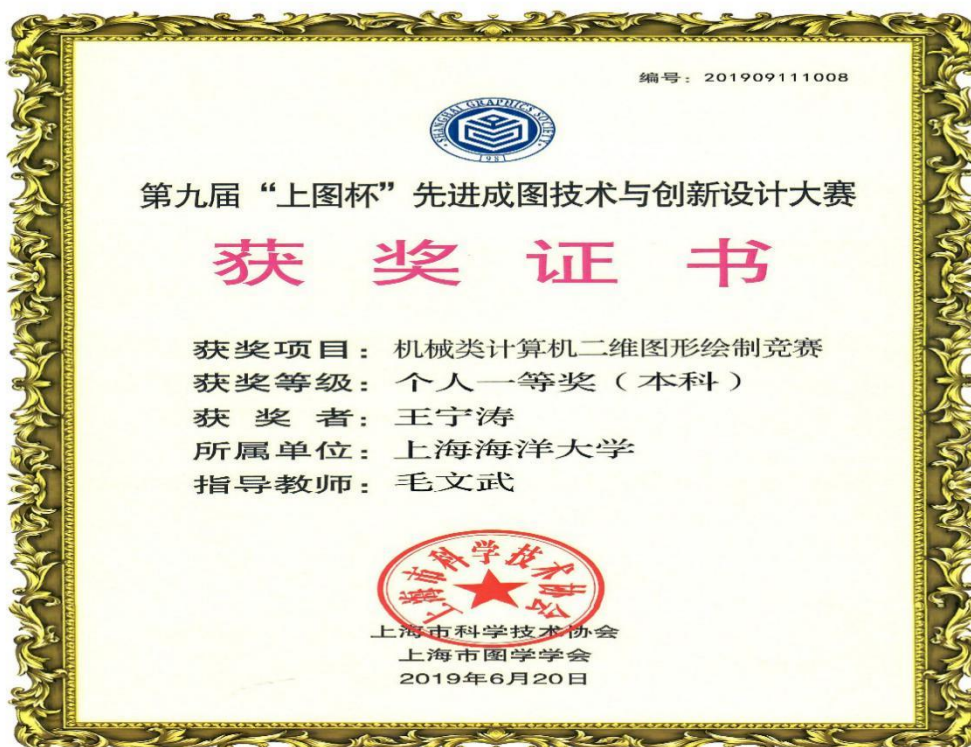 编号：201909111008
SHANGHAI GRAPHICS SOCIETY
第九届“上图杯”先进成图技术与创新设计大赛
获奖证书
获奖项目：机械类计算机二维图形绘制竞赛
获奖等级：个人一等奖（本科）
获奖者：王宁涛
所属单位：上海海洋大学
指导教师：毛文武
上海市科学技术协会
上海市科学技术协会
上海市图学学会
2019年6月20日